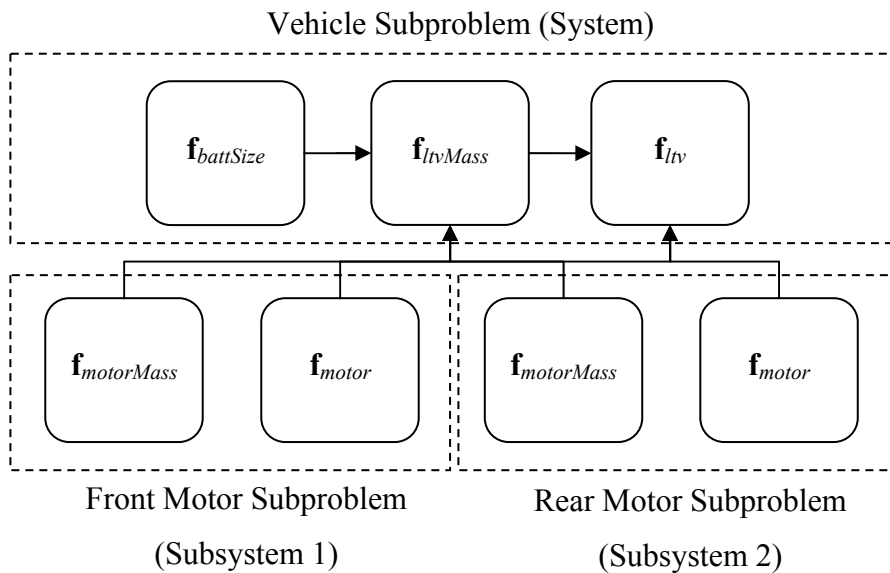 Vehicle Subproblem (System)
f_battSize
f_ltvMass
f_ltv
f_motorMass
f_motor
f_motorMass
f_motor
Front Motor Subproblem
(Subsystem 1)
Rear Motor Subproblem
(Subsystem 2)